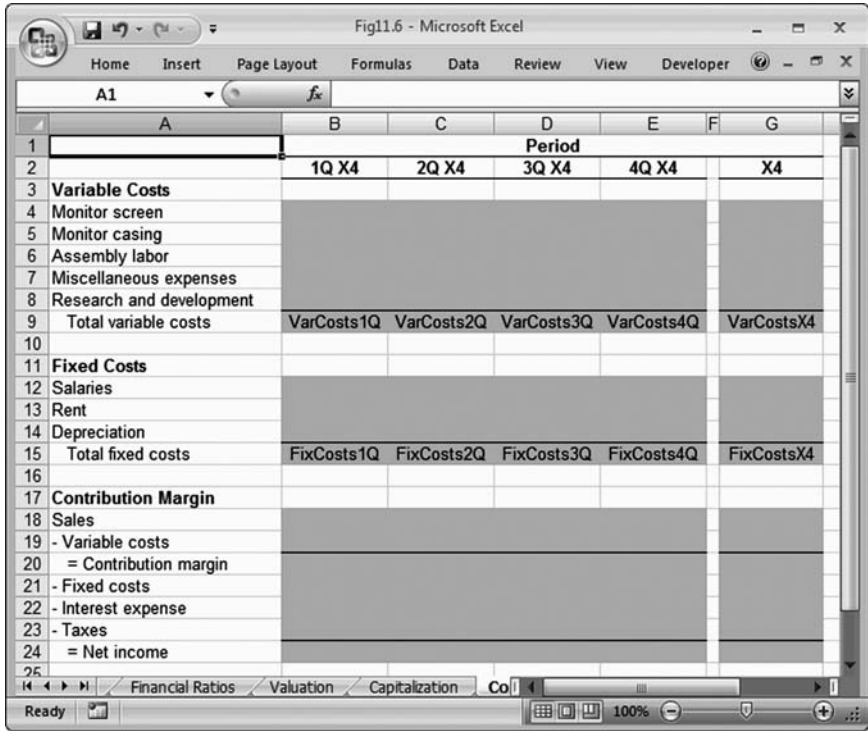 Fig11.6 - Microsoft Excel
Home Insert Page Layout Formulas Data Review View Developer
A1 fx
A B C D E F G
1 Period
2 1Q X4 2Q X4 3Q X4 4Q X4 X4
3 Variable Costs
4 Monitor screen
5 Monitor casing
6 Assembly labor
7 Miscellaneous expenses
8 Research and development
9 Total variable costs VarCosts1Q VarCosts2Q VarCosts3Q VarCosts4Q VarCostsX4
10
11 Fixed Costs
12 Salaries
13 Rent
14 Depreciation
15 Total fixed costs FixCosts1Q FixCosts2Q FixCosts3Q FixCosts4Q FixCostsX4
16
17 Contribution Margin
18 Sales
19 - Variable costs
20 = Contribution margin
21 - Fixed costs
22 - Interest expense
23 - Taxes
24 = Net income
25
Financial Ratios Valuation Capitalization Co
Ready 100%